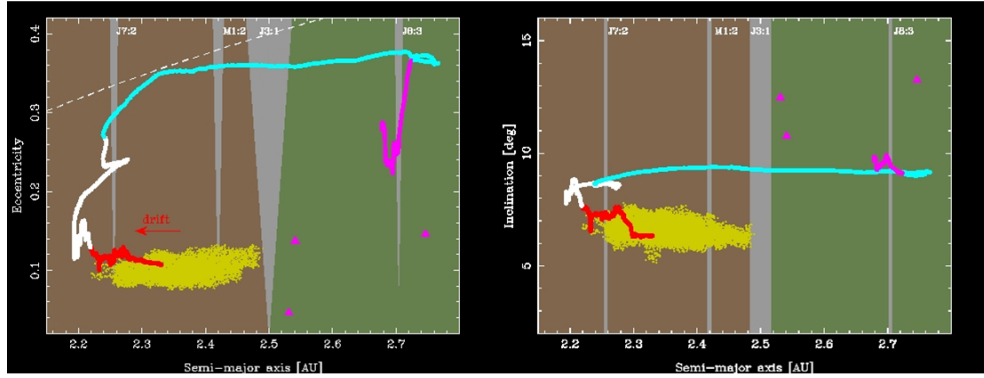 J7:2 M1:2 J3:1 J8:3
0.4
0.3
0.2
0.1
Eccentricity
drift
2.2 2.3 2.4 2.5 2.6 2.7
Semi-major axis [AU]
J7:2 M1:2 J3:1 J8:3
15
10
5
Inclination [deg]
2.2 2.3 2.4 2.5 2.6 2.7
Semi-major axis [AU]